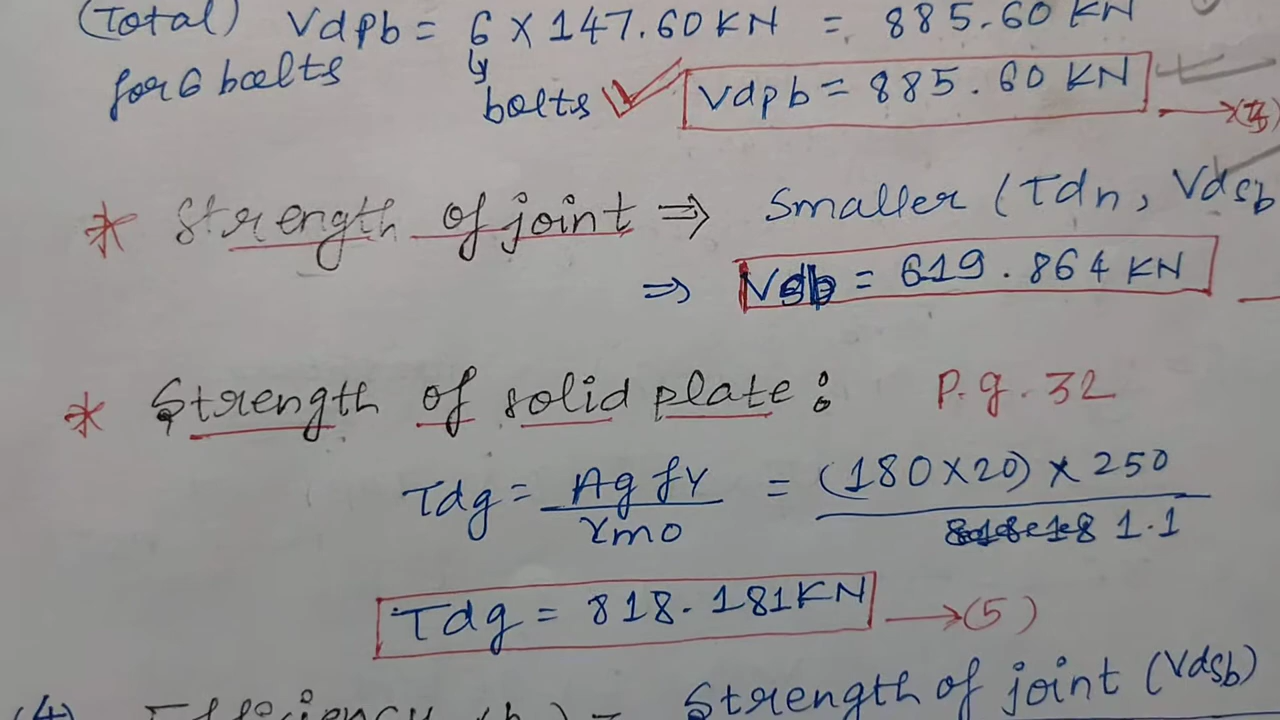 (Total) Vdpb = 6 × 147.60 KN = 885.60 KN
for 6 boolts
bolts ✓ Vdpb = 885.60 KN
* Strength of joint ⇒ Smaller (Tdn, Vdsb
⇒ Vdsb = 619.864 KN
* Strength of solid plate : P.g. 32
Tdg = Ag fy / γmo = (180×20) × 250 / 1.1
Tdg = 818.181 KN → (5)
Strength of joint (Vdsb)